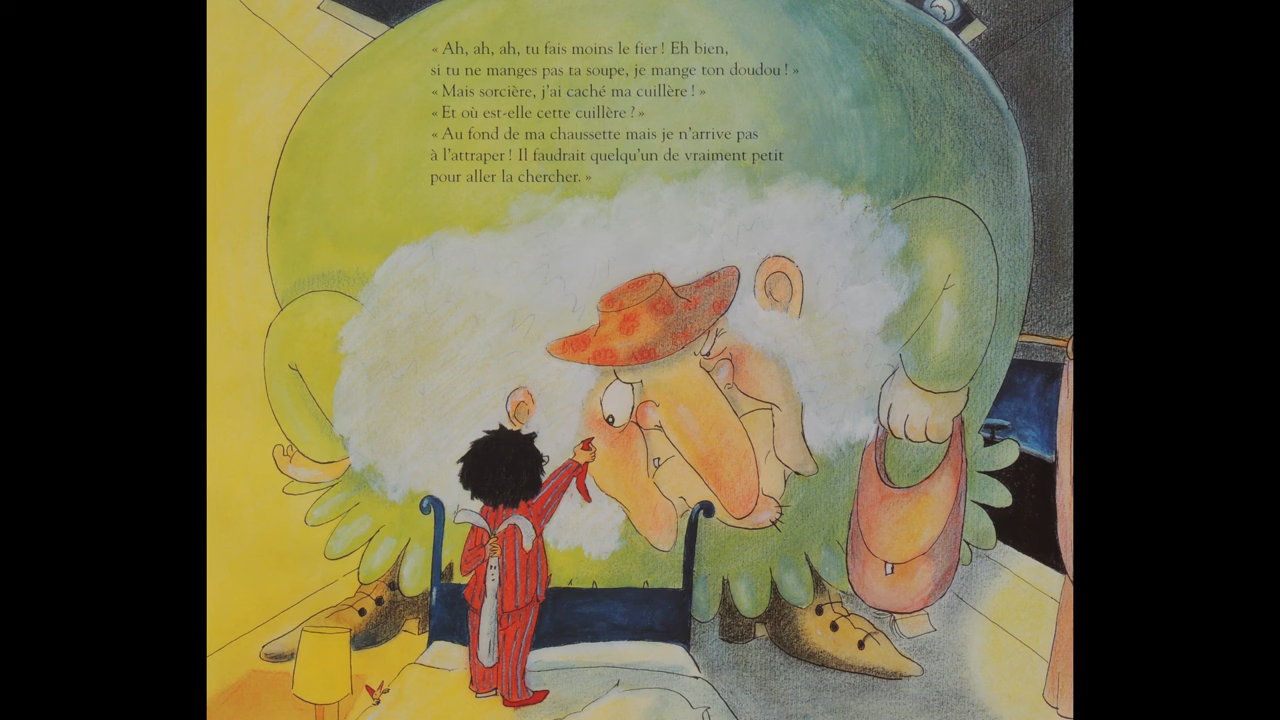 « Ah, ah, ah, tu fais moins le fier ! Eh bien,
si tu ne manges pas ta soupe, je mange ton doudou ! »
« Mais sorcière, j’ai caché ma cuillère ! »
« Et où est-elle cette cuillère ? »
« Au fond de ma chaussette mais je n’arrive pas
à l’attraper ! Il faudrait quelqu’un de vraiment petit
pour aller la chercher. »